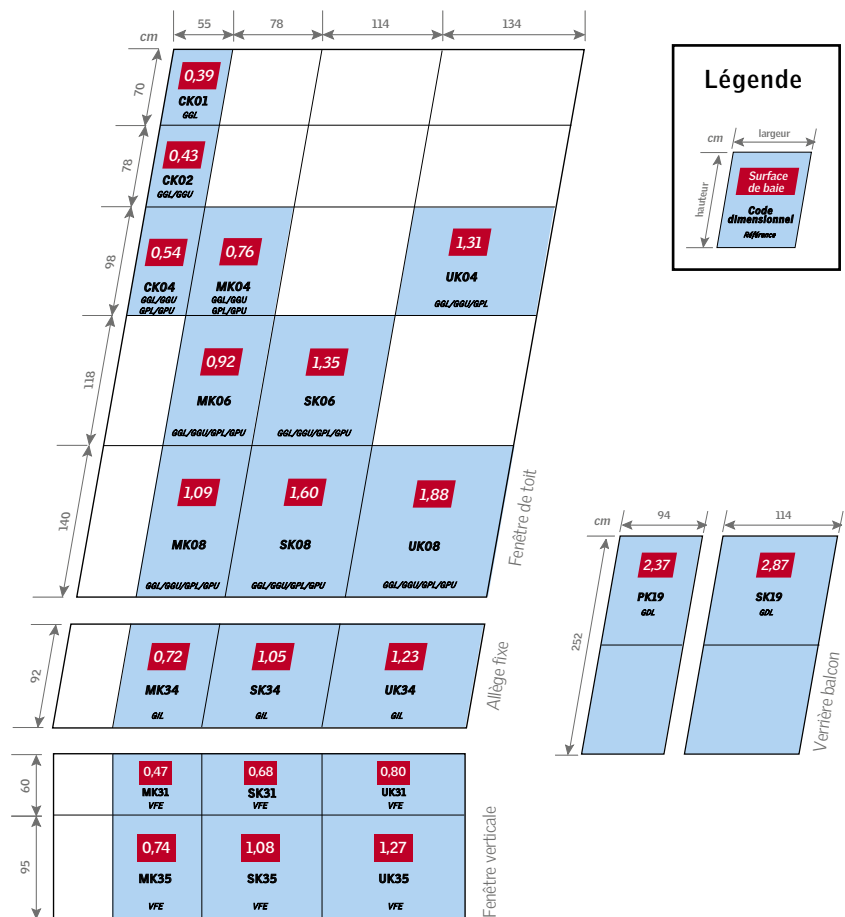 55 78 114 134
cm
70
0,39
CK01
GGL
78
0,43
CK02
GGL/GGU
98
0,54
CK04
GGL/GGU
GPL/GPU
0,76
MK04
GGL/GGU
GPL/GPU
1,31
UK04
GGL/GGU/GPL
118
0,92
MK06
GGL/GGU/GPL/GPU
1,35
SK06
GGL/GGU/GPL/GPU
140
1,09
MK08
GGL/GGU/GPL/GPU
1,60
SK08
GGL/GGU/GPL/GPU
1,88
UK08
GGL/GGU/GPL/GPU
Fenêtre de toit
92
0,72
MK34
GIL
1,05
SK34
GIL
1,23
UK34
GIL
Allège fixe
60
0,47
MK31
VFE
0,68
SK31
VFE
0,80
UK31
VFE
95
0,74
MK35
VFE
1,08
SK35
VFE
1,27
UK35
VFE
Fenêtre verticale
Légende
cm
largeur
hauteur
Surface
de baie
Code
dimensionnel
Référence
cm
94
114
252
2,37
PK19
GDL
2,87
SK19
GDL
Verrière balcon